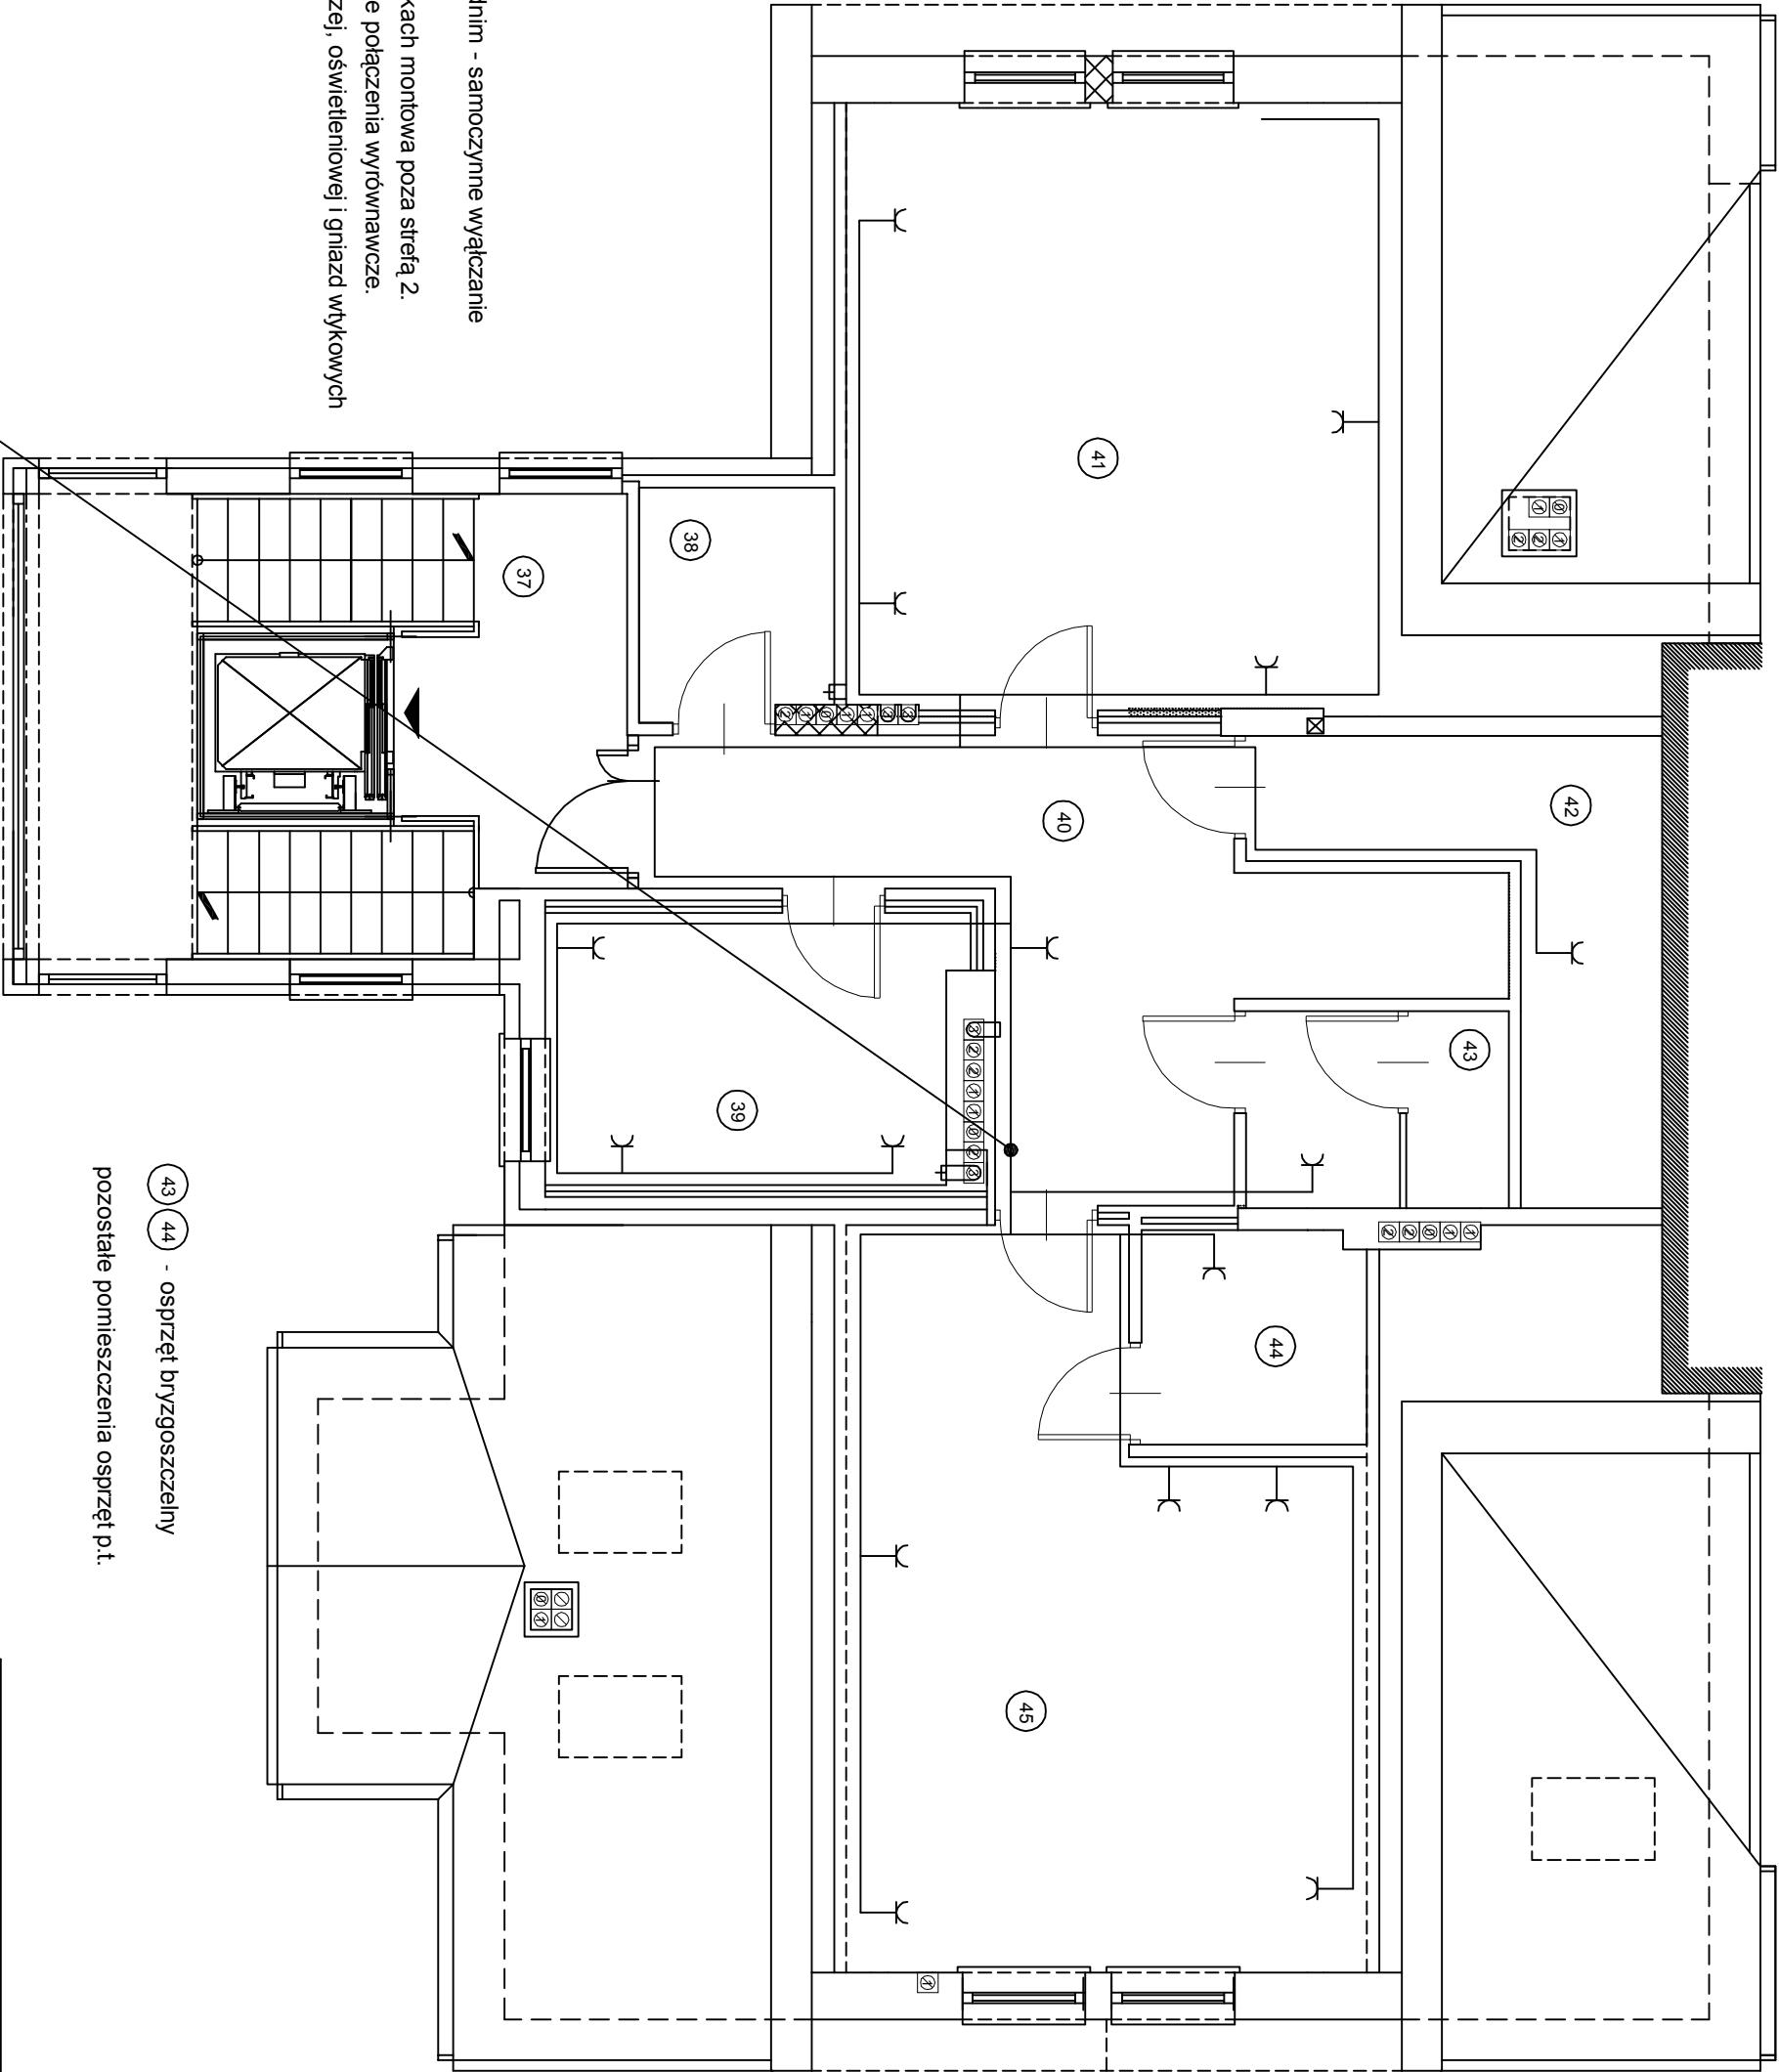 dnim - samoczynne wyąłczanie
kach montowa poza strefą 2.
e połączenia wyrównawcze.
zej, oświetleniowej i gniazd wtykowych
41
38
37
42
40
43
39
44
45
43 44 - osprzęt bryzgoszczelny
pozostałe pomieszczenia osprzęt p.t.